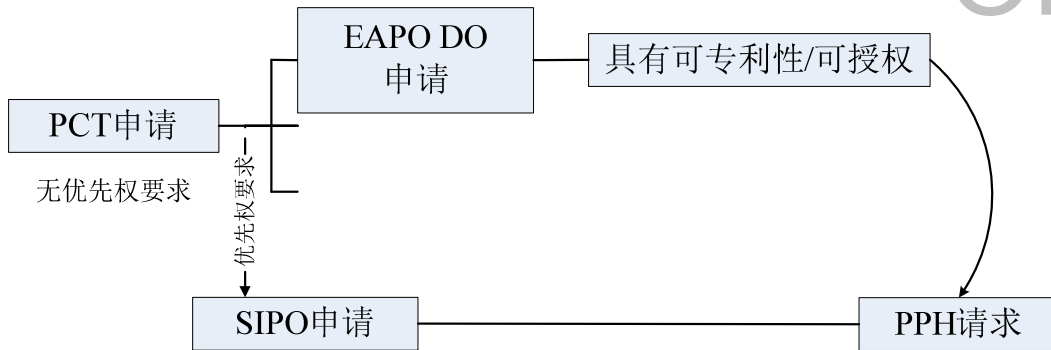 EAPO DO
申请
具有可专利性/可授权
PCT申请
无优先权要求
优先权要求
SIPO申请
PPH请求